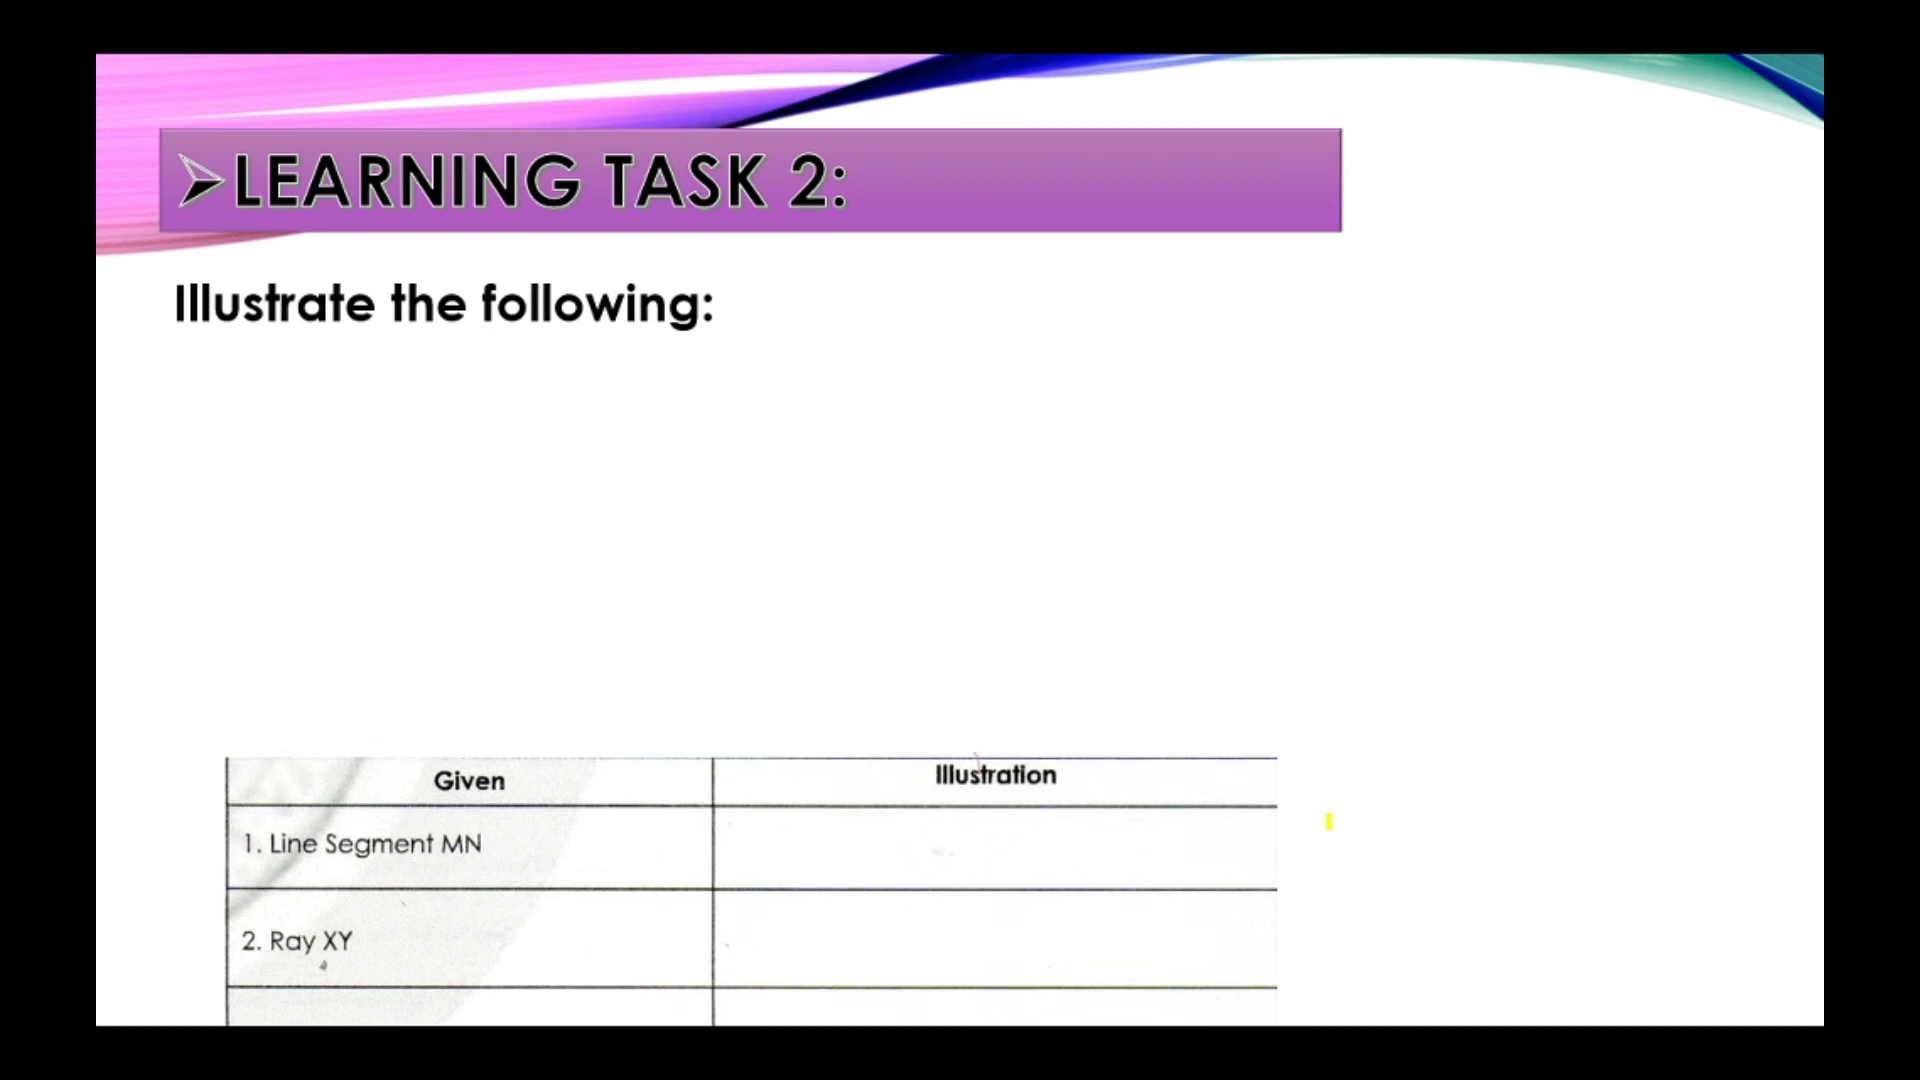 LEARNING TASK 2:
Illustrate the following:
Given Illustration
1. Line Segment MN
2. Ray XY